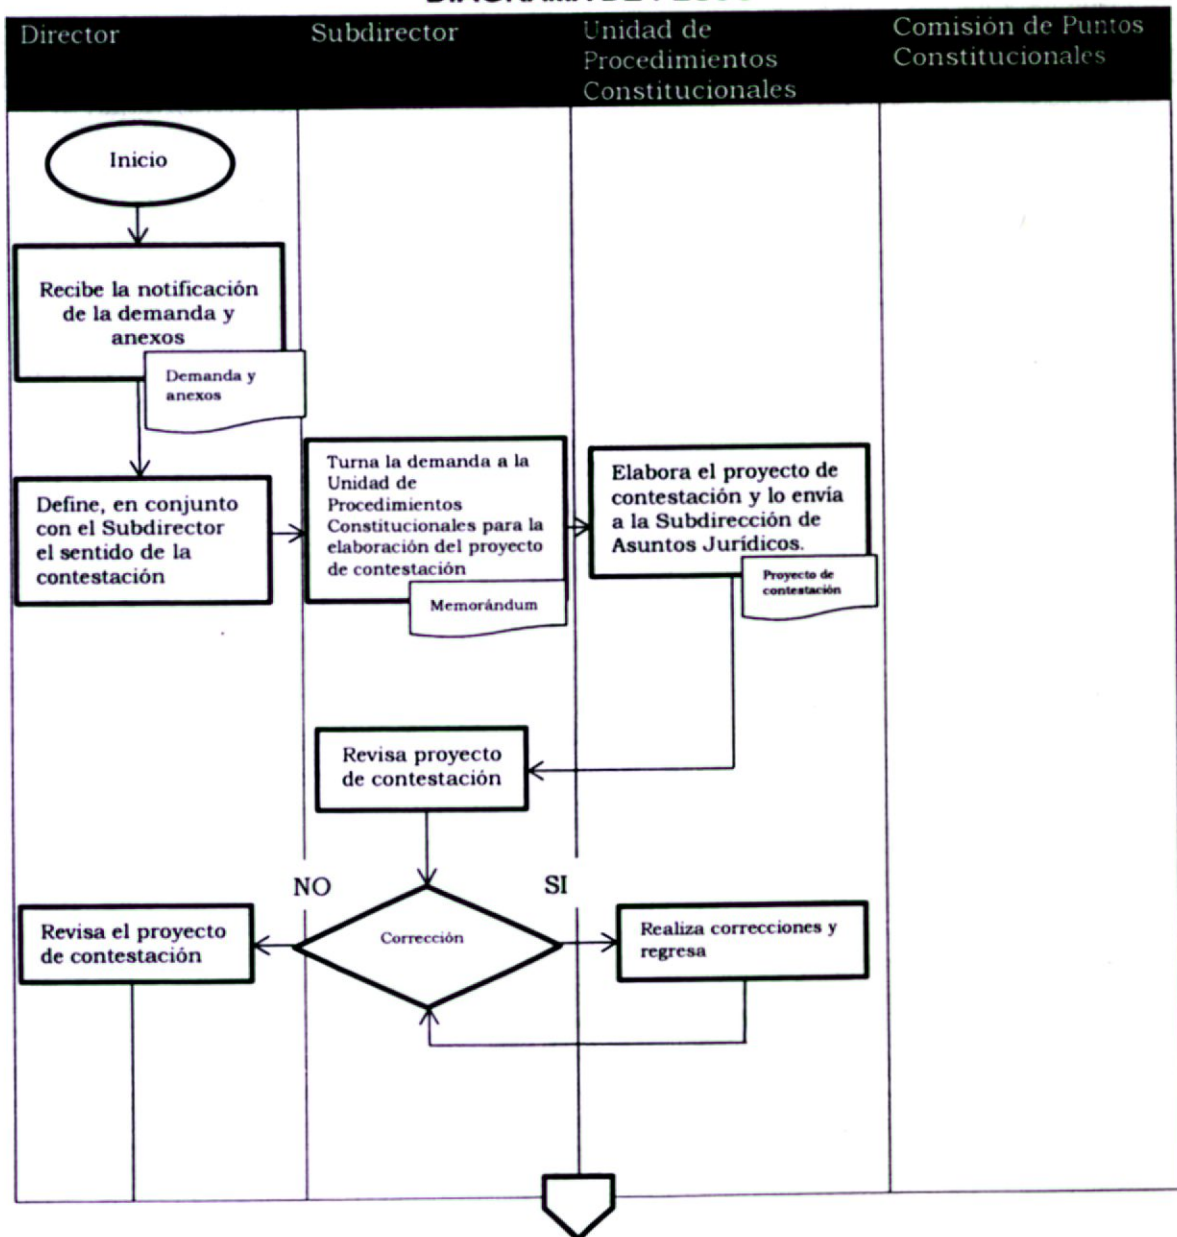 Director
Subdirector
Unidad de
Procedimientos
Constitucionales
Comisión de Puntos
Constitucionales
Inicio
Recibe la notificación
de la demanda y
anexos
Demanda y
anexos
Define, en conjunto
con el Subdirector
el sentido de la
contestación
Turna la demanda a la
Unidad de
Procedimientos
Constitucionales para la
elaboración del proyecto
de contestación
Memorándum
Elabora el proyecto de
contestación y lo envía
a la Subdirección de
Asuntos Jurídicos.
Proyecto de
contestación
Revisa proyecto
de contestación
NO
SI
Revisa el proyecto
de contestación
Corrección
Realiza correcciones y
regresa